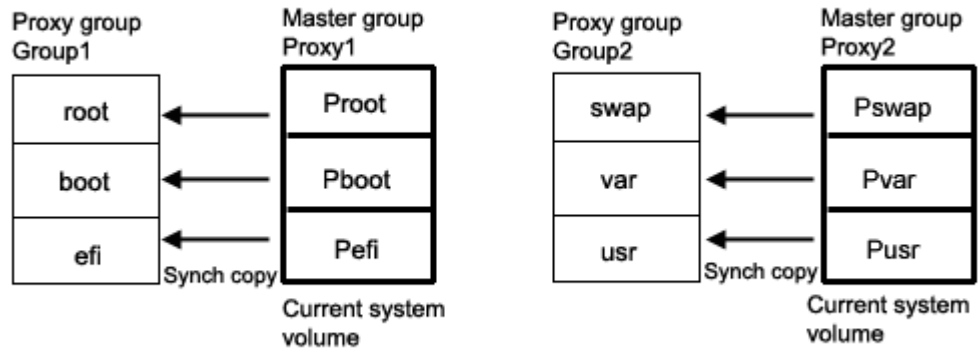 Proxy group
Group1
Master group
Proxy1
root
Proot
boot
Pboot
efi
Pefi
Synch copy
Current system
volume
Proxy group
Group2
Master group
Proxy2
swap
Pswap
var
Pvar
usr
Pusr
Synch copy
Current system
volume